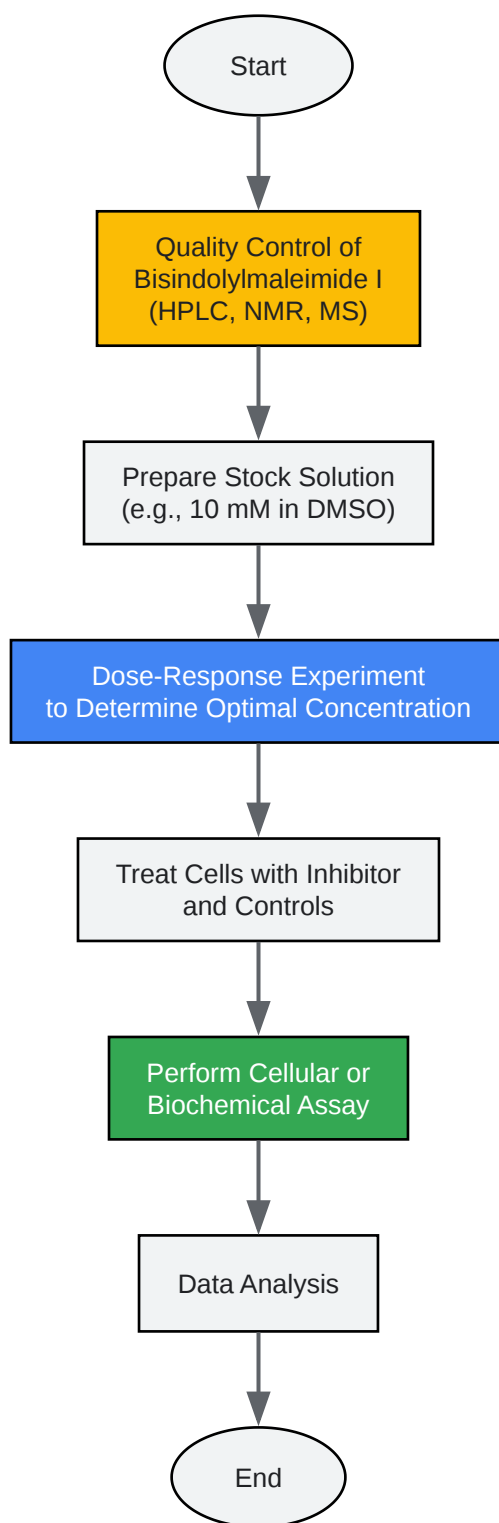 Start
Quality Control of
Bisindolylmaleimide I
(HPLC, NMR, MS)
Prepare Stock Solution
(e.g., 10 mM in DMSO)
Dose-Response Experiment
to Determine Optimal Concentration
Treat Cells with Inhibitor
and Controls
Perform Cellular or
Biochemical Assay
Data Analysis
End